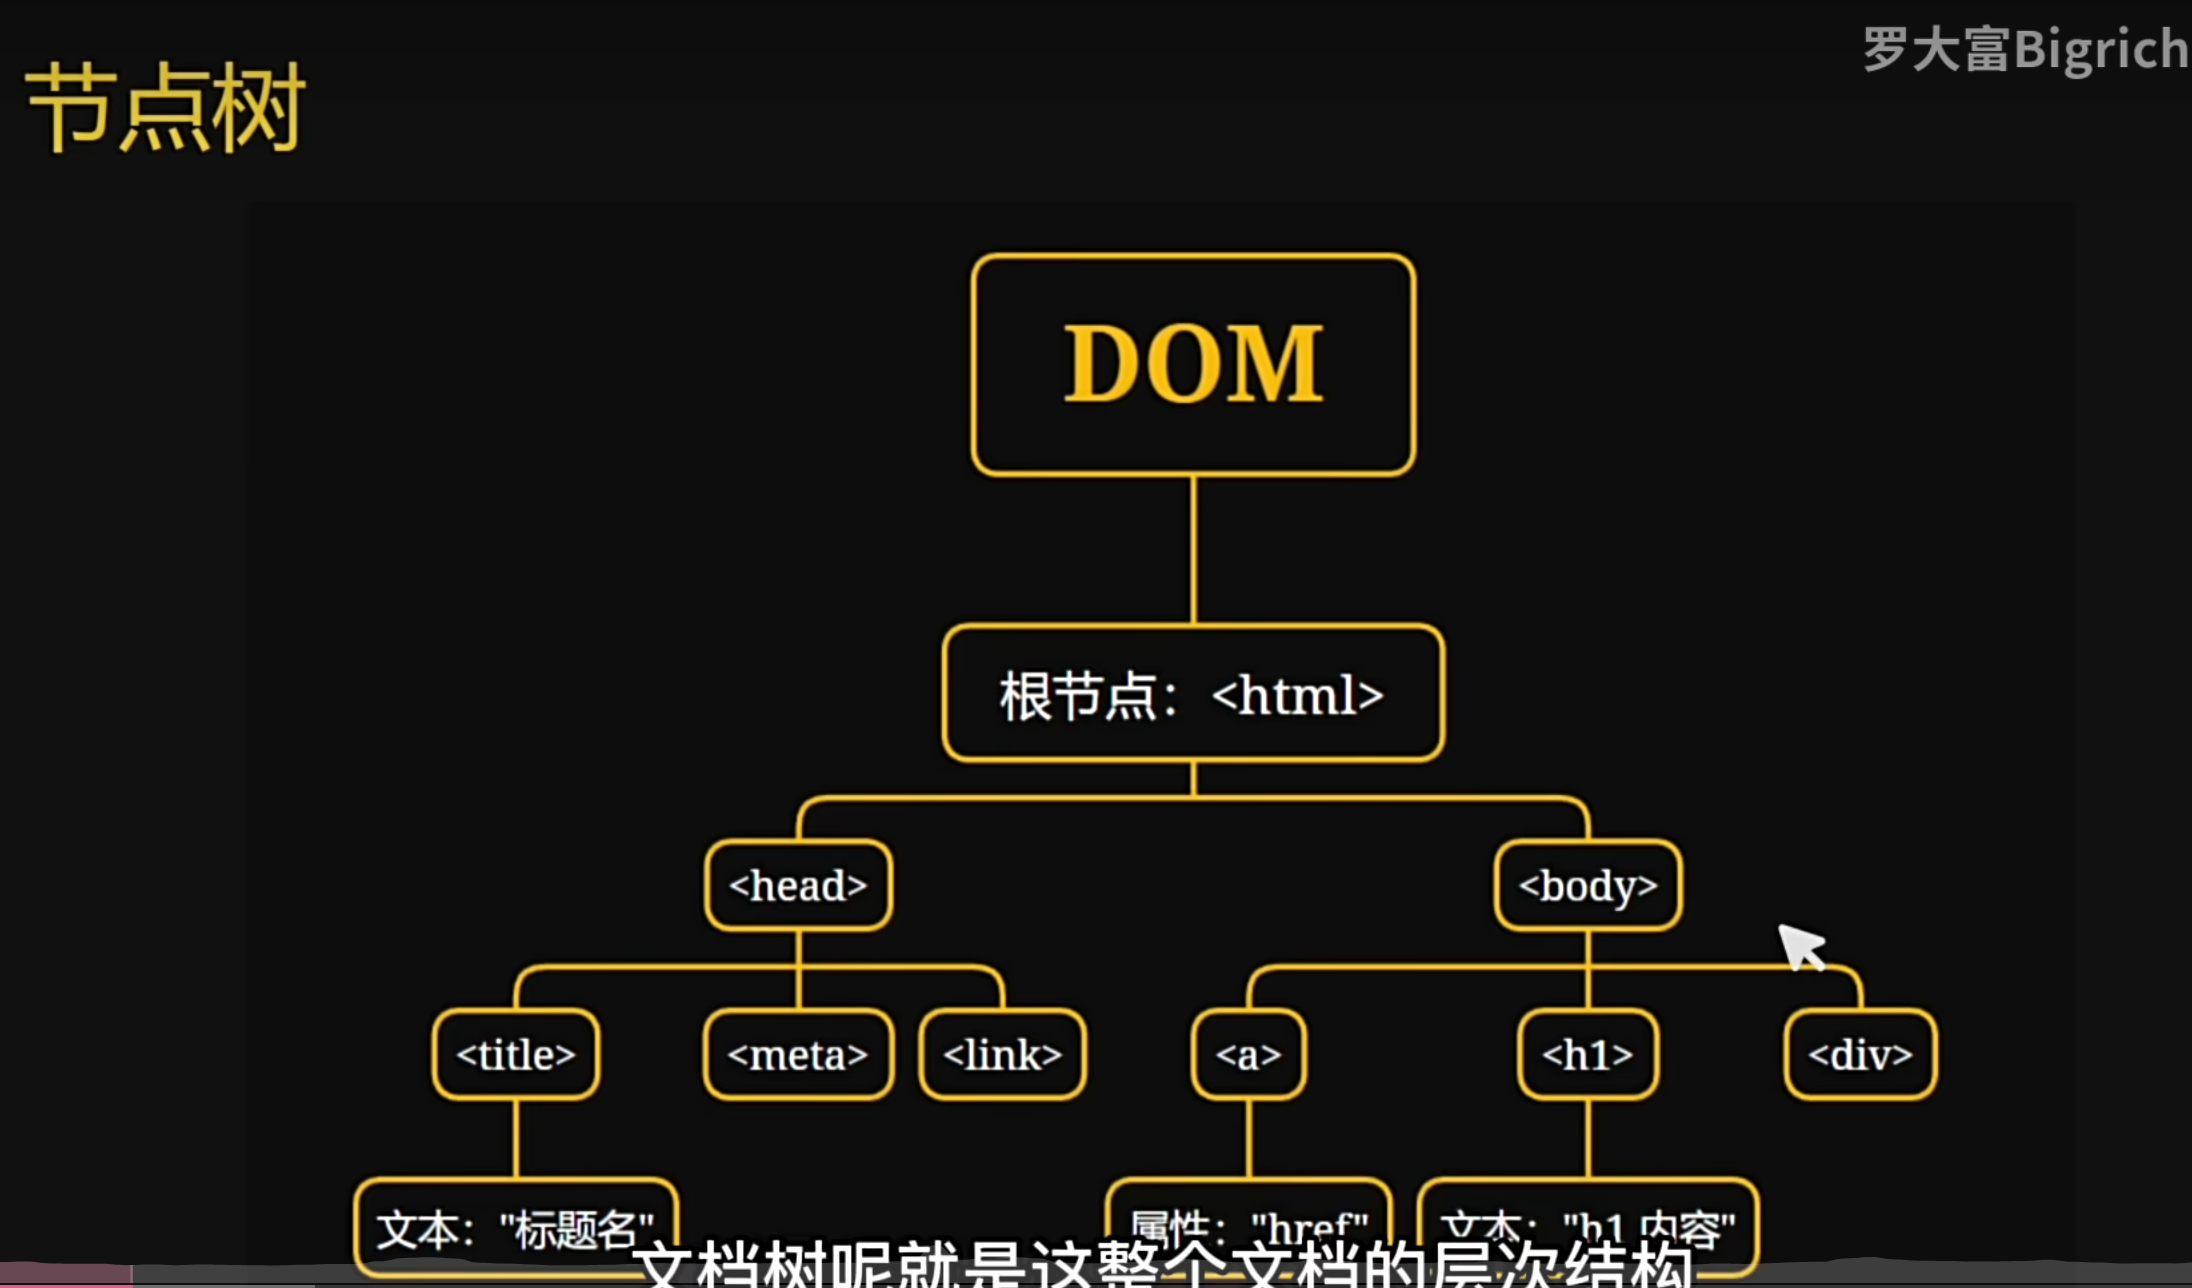 罗大富Bigrich
节点树
DOM
根节点：<html>
<head>
<body>
<title>
<meta>
<link>
<a>
<h1>
<div>
文本："标题名"
属性："href"
文本："h1 内容"
文档树呢就是这整个文档的层次结构